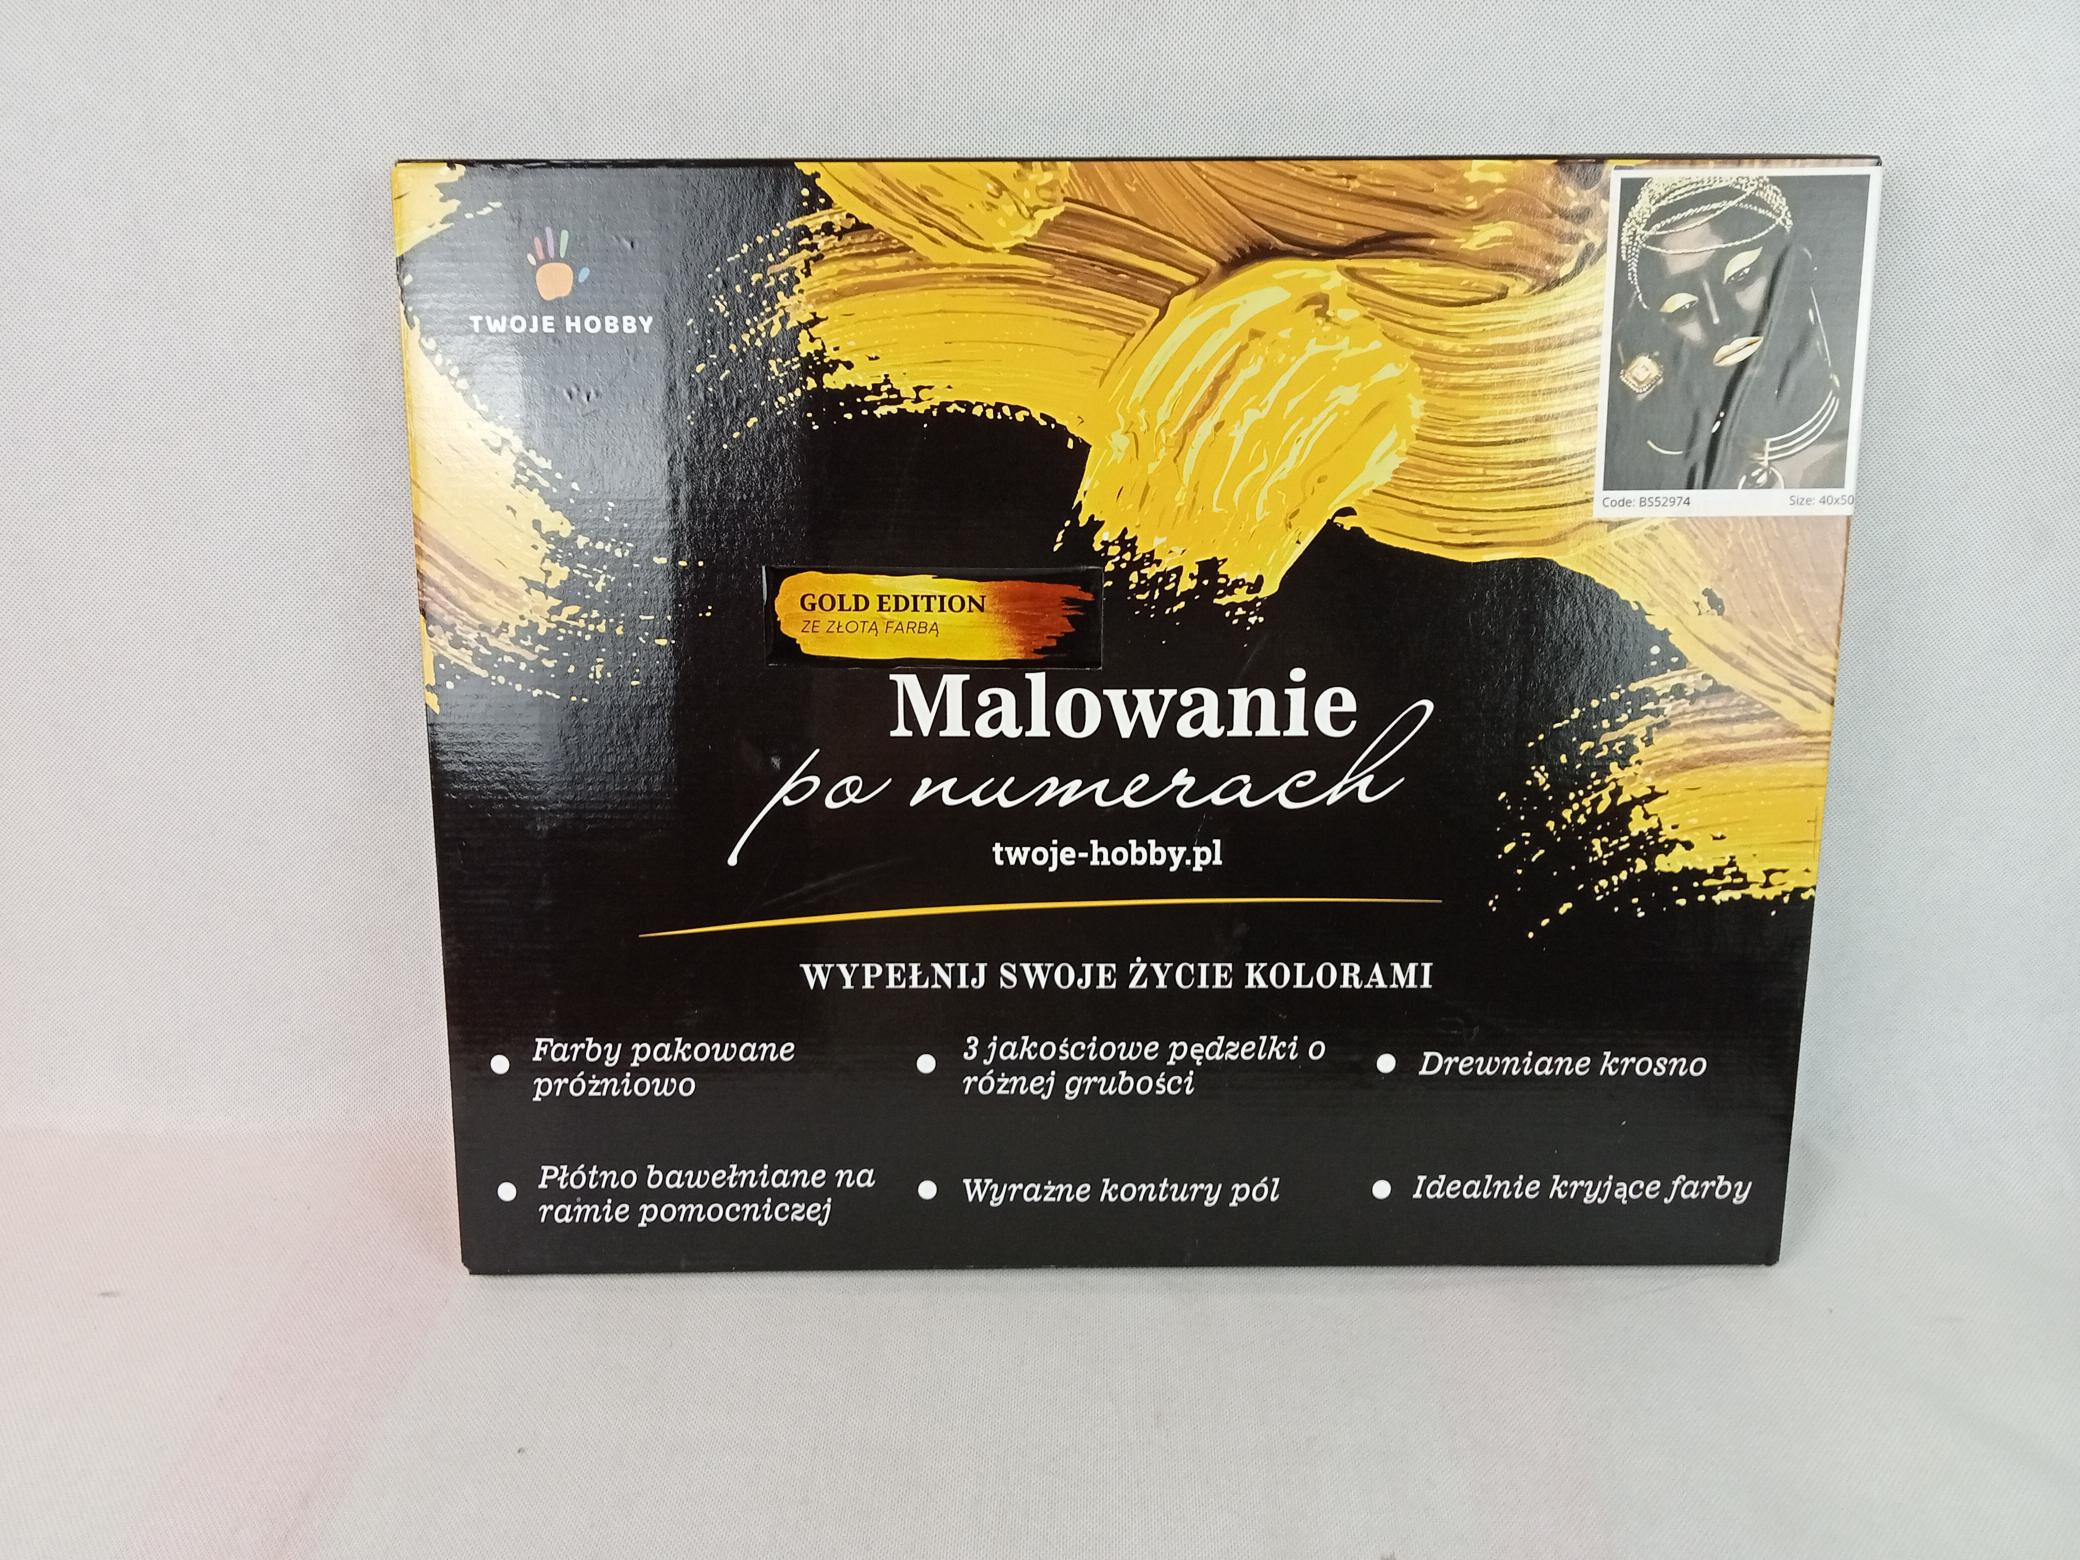 TWOJE HOBBY
Code: BS52974
Size: 40x50
GOLD EDITION
ZE ZŁOTĄ FARBĄ
Malowanie
po numerach
twoje-hobby.pl
WYPEŁNIJ SWOJE ŻYCIE KOLORAMI
Farby pakowane
próżniowo
3 jakościowe pędzelki o
różnej grubości
Drewniane krosno
Płótno bawełniane na
ramie pomocniczej
Wyraźne kontury pól
Idealnie kryjące farby